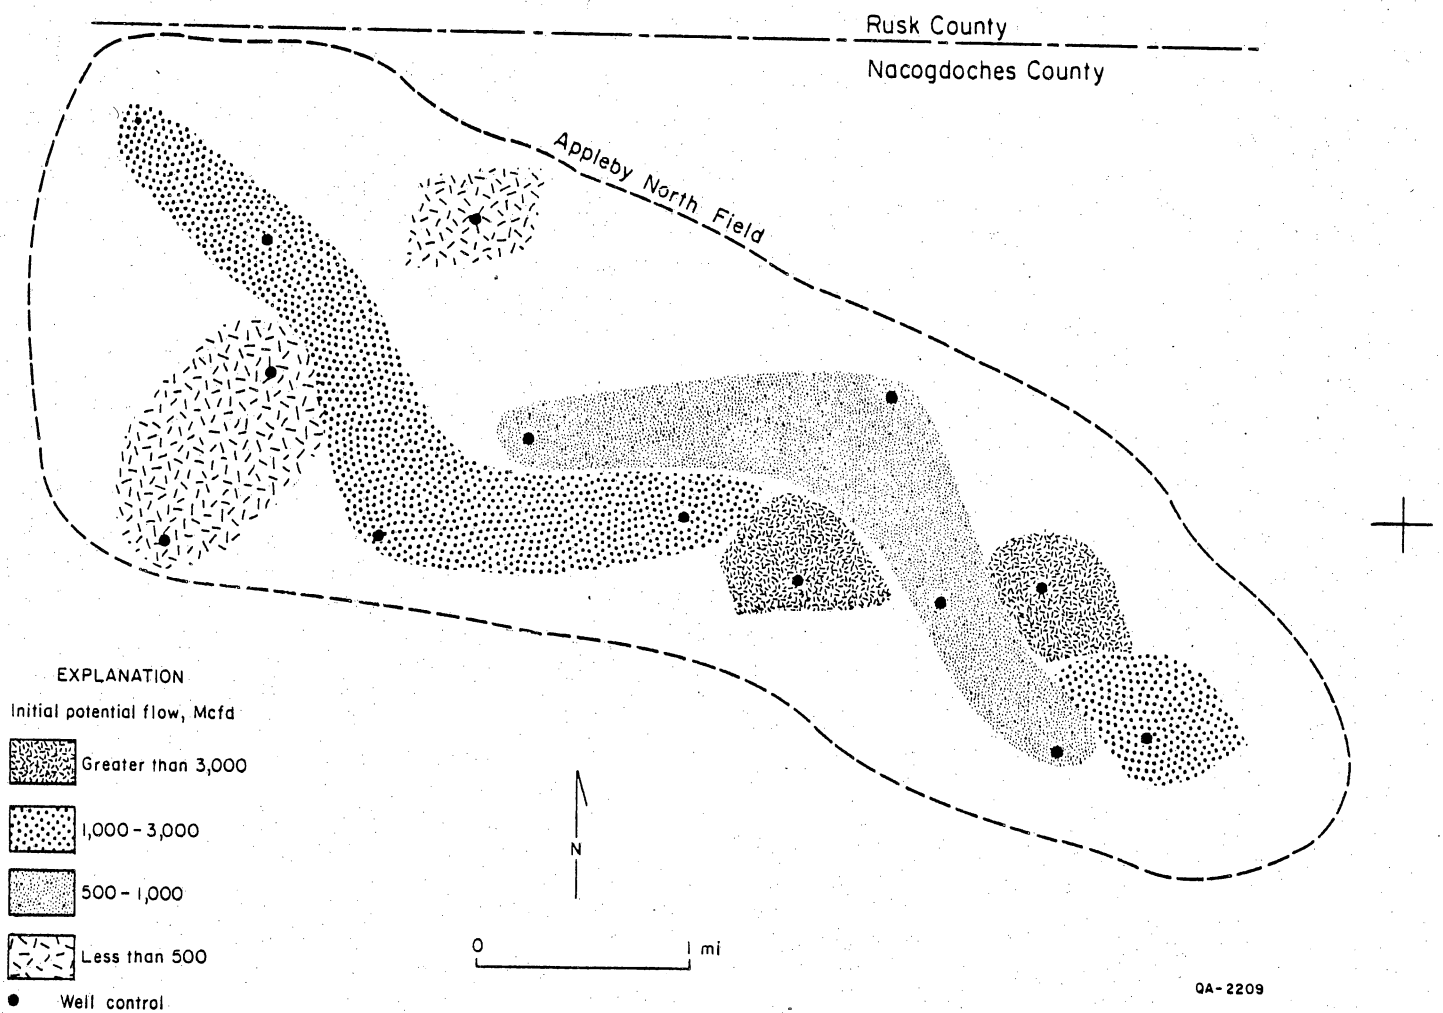 Rusk County
Nacogdoches County
Appleby North Field
EXPLANATION
Initial potential flow, Mcfd
Greater than 3,000
1,000-3,000
500-1,000
Less than 500
Well control
N
0 1 mi
QA-2209